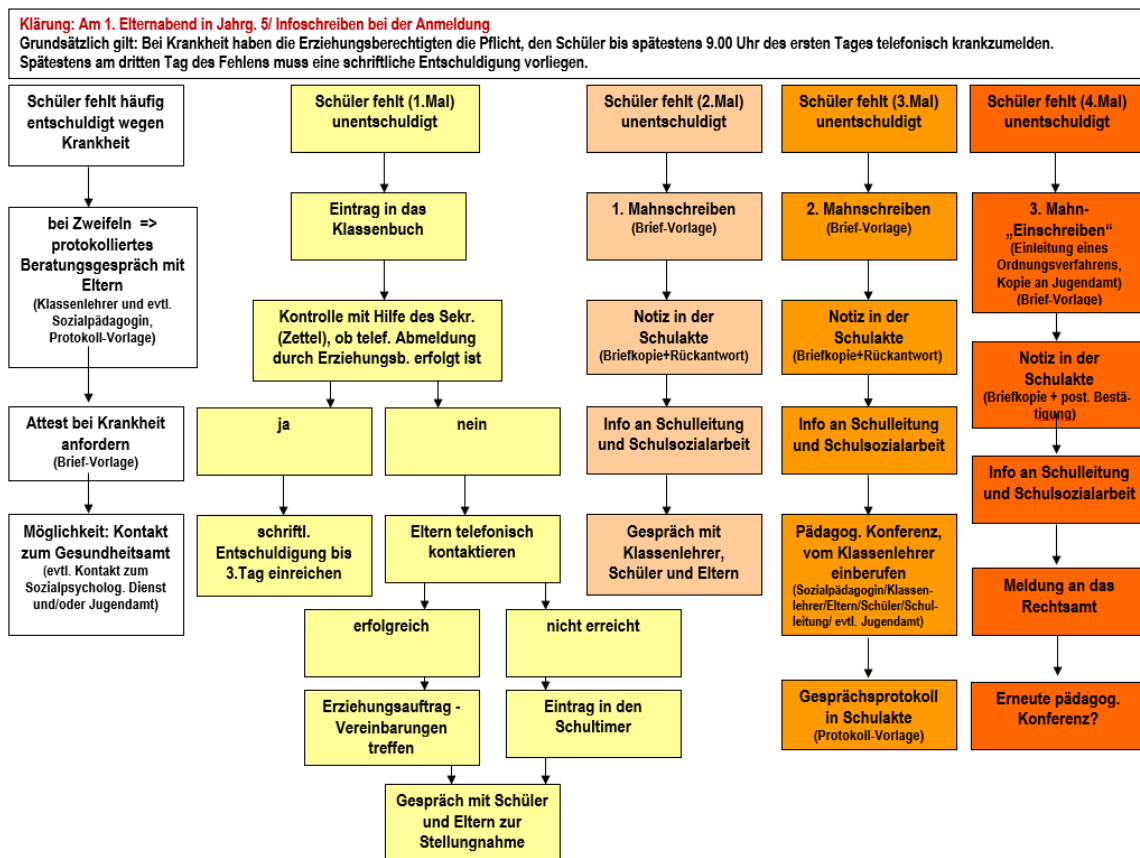 Klärung: Am 1. Elternabend in Jahrg. 5/ Infoschreiben bei der Anmeldung
Grundsätzlich gilt: Bei Krankheit haben die Erziehungsberechtigten die Pflicht, den Schüler bis spätestens 9.00 Uhr des ersten Tages telefonisch krankzumelden.
Spätestens am dritten Tag des Fehlens muss eine schriftliche Entschuldigung vorliegen.
Schüler fehlt häufig
entschuldigt wegen
Krankheit
bei Zweifeln =>
protokolliertes
Beratungsgespräch mit
Eltern
(Klassenlehrer und evtl.
Sozialpädagogin,
Protokoll-Vorlage)
Attest bei Krankheit
anfordern
(Brief-Vorlage)
Möglichkeit: Kontakt
zum Gesundheitsamt
(evtl. Kontakt zum
Sozialpsycholog. Dienst
und/oder Jugendamt)
Schüler fehlt (1.Mal)
unentschuldigt
Eintrag in das
Klassenbuch
Kontrolle mit Hilfe des Sekr.
(Zettel), ob telef. Abmeldung
durch Erziehungsb. erfolgt ist
ja
nein
schriftl.
Entschuldigung bis
3.Tag einreichen
Eltern telefonisch
kontaktieren
erfolgreich
nicht erreicht
Erziehungsauftrag -
Vereinbarungen
treffen
Eintrag in den
Schultimer
Gespräch mit Schüler
und Eltern zur
Stellungnahme
Schüler fehlt (2.Mal)
unentschuldigt
1. Mahnschreiben
(Brief-Vorlage)
Notiz in der
Schulakte
(Briefkopie+Rückantwort)
Info an Schulleitung
und Schulsozialarbeit
Gespräch mit
Klassenlehrer,
Schüler und Eltern
Schüler fehlt (3.Mal)
unentschuldigt
2. Mahnschreiben
(Brief-Vorlage)
Notiz in der
Schulakte
(Briefkopie+Rückantwort)
Info an Schulleitung
und Schulsozialarbeit
Pädagog. Konferenz,
vom Klassenlehrer
einberufen
(Sozialpädagogin/Klassen-
lehrer/Eltern/Schüler/Schul-
leitung/ evtl. Jugendamt)
Gesprächsprotokoll
in Schulakte
(Protokoll-Vorlage)
Schüler fehlt (4.Mal)
unentschuldigt
3. Mahn-
„Einschreiben“
(Einleitung eines
Ordnungsverfahrens,
Kopie an Jugendamt)
(Brief-Vorlage)
Notiz in der
Schulakte
(Briefkopie + post. Bestä-
tigung)
Info an Schulleitung
und Schulsozialarbeit
Meldung an das
Rechtsamt
Erneute pädagog.
Konferenz?